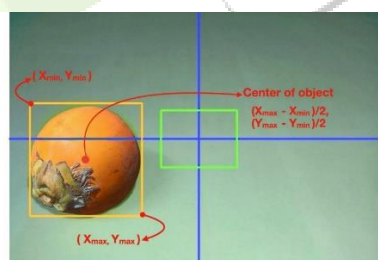 (Xmin, Ymin)
Center of object
(Xmax - Xmin)/2,
(Ymax - Ymin)/2
(Xmax, Ymax)